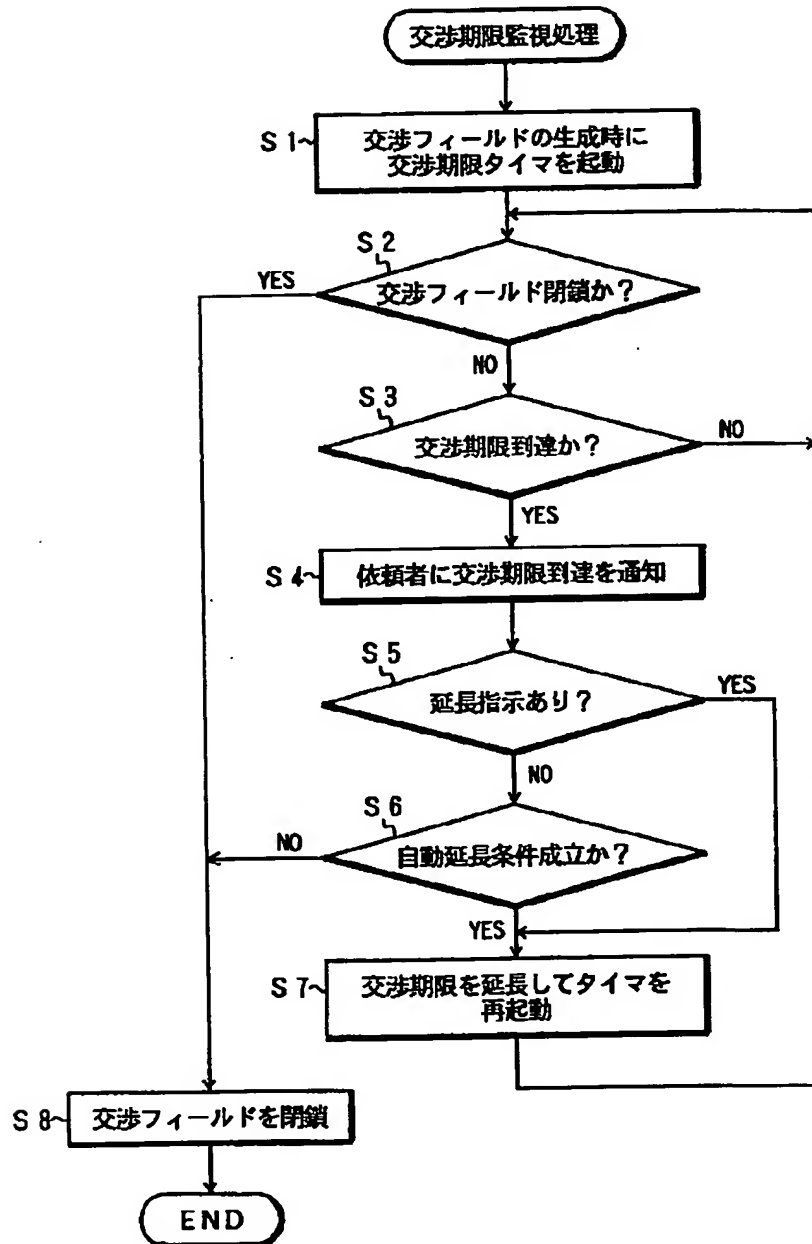 交渉期限監視処理
S1
交渉フィールドの生成時に
交渉期限タイマを起動
S2
交渉フィールド閉鎖か?
YES
NO
S3
交渉期限到達か?
NO
YES
S4
依頼者に交渉期限到達を通知
S5
延長指示あり?
YES
NO
S6
自動延長条件成立か?
NO
YES
S7
交渉期限を延長してタイマを
再起動
S8
交渉フィールドを閉鎖
END